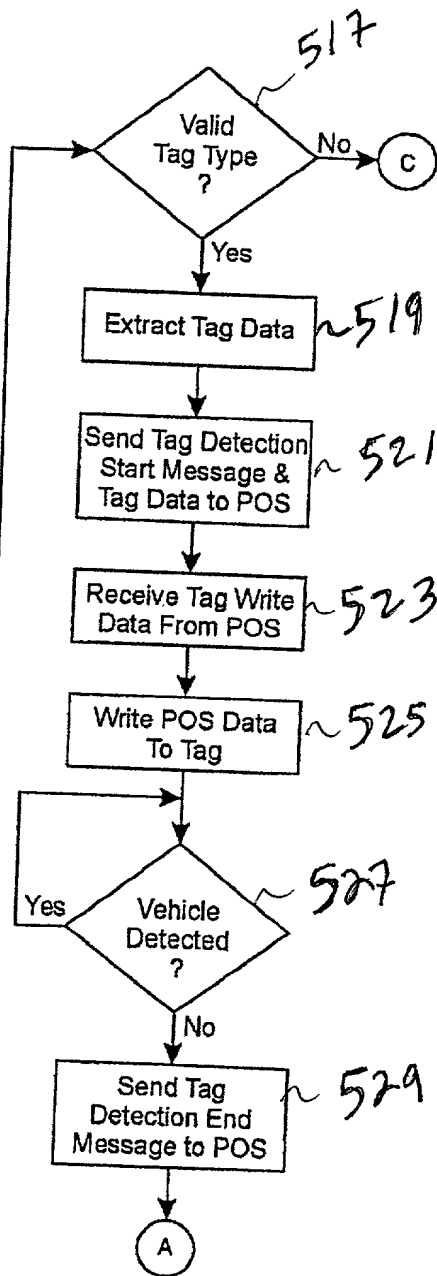 517
Valid
Tag Type
?
No
C
Yes
Extract Tag Data
519
Send Tag Detection
Start Message &
Tag Data to POS
521
Receive Tag Write
Data From POS
523
Write POS Data
To Tag
525
Yes
Vehicle
Detected
?
527
No
Send Tag
Detection End
Message to POS
529
A